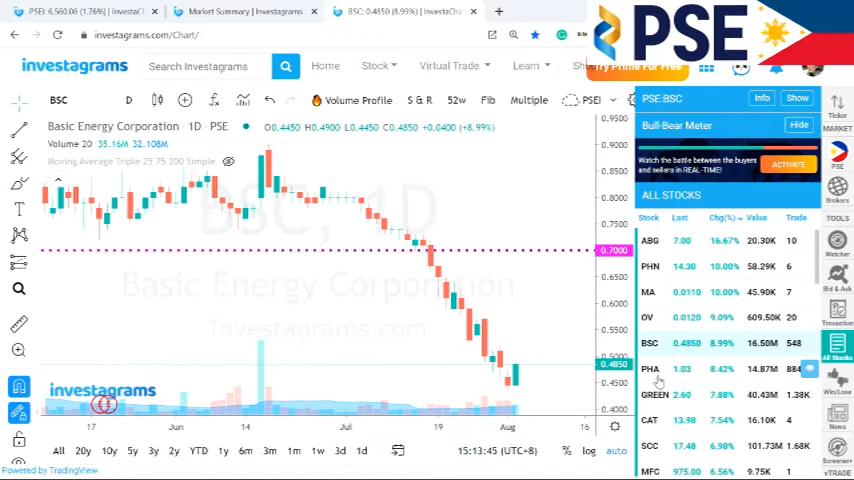 PSEi: 6,560.06 (1.76%) | InvestaCl
Market Summary | Investagrams
BSC: 0.4850 (8.99%) | InvestaCha
investagrams.com/Chart/
PSE
investagrams
Search Investagrams
Home
Stock
Virtual Trade
Learn
Try Prime For Free
BSC
D
Volume Profile
S & R
52w
Fib
Multiple
PSEI
Basic Energy Corporation • 1D • PSE
O0.4450 H0.4900 L0.4450 C0.4850 +0.0400 (+8.99%)
Volume 20 35.16M 32.108M
Moving Average Triple 25 75 200 Simple
BSC, 1D
Basic Energy Corporation
Investagrams.com
investagrams
0.9500
0.9000
0.8500
0.8000
0.7500
0.7000
0.6500
0.6000
0.5500
0.5000
0.4850
0.4500
0.4000
17
Jun
14
Jul
19
Aug
16
All 20y 10y 5y 3y 2y YTD 1y 6m 3m 1m 1w 3d 1d
15:13:45 (UTC+8)
% log auto
Powered by TradingView
PSE:BSC
Info
Show
Bull-Bear Meter
Hide
Watch the battle between the buyers
and sellers in REAL-TIME!
ACTIVATE
ALL STOCKS
Stock Last Chg(%) Value Trade
ABG 7.00 16.67% 20.30K 10
PHN 14.30 10.00% 58.29K 6
MA 0.0110 10.00% 45.90K 7
OV 0.0120 9.09% 609.50K 20
BSC 0.4850 8.99% 16.50M 548
PHA 1.03 8.42% 14.87M 884
GREEN 2.60 7.88% 40.43M 1.38K
CAT 13.98 7.54% 16.10K 4
SCC 17.48 6.98% 101.73M 1.68K
MFC 975.00 6.56% 9.75K 1
Ticker
MARKET
PSE
Brokers
TOOLS
Watcher
Bid & Ask
Transaction
All Stocks
Win/Lose
News
Screener
vTRADE